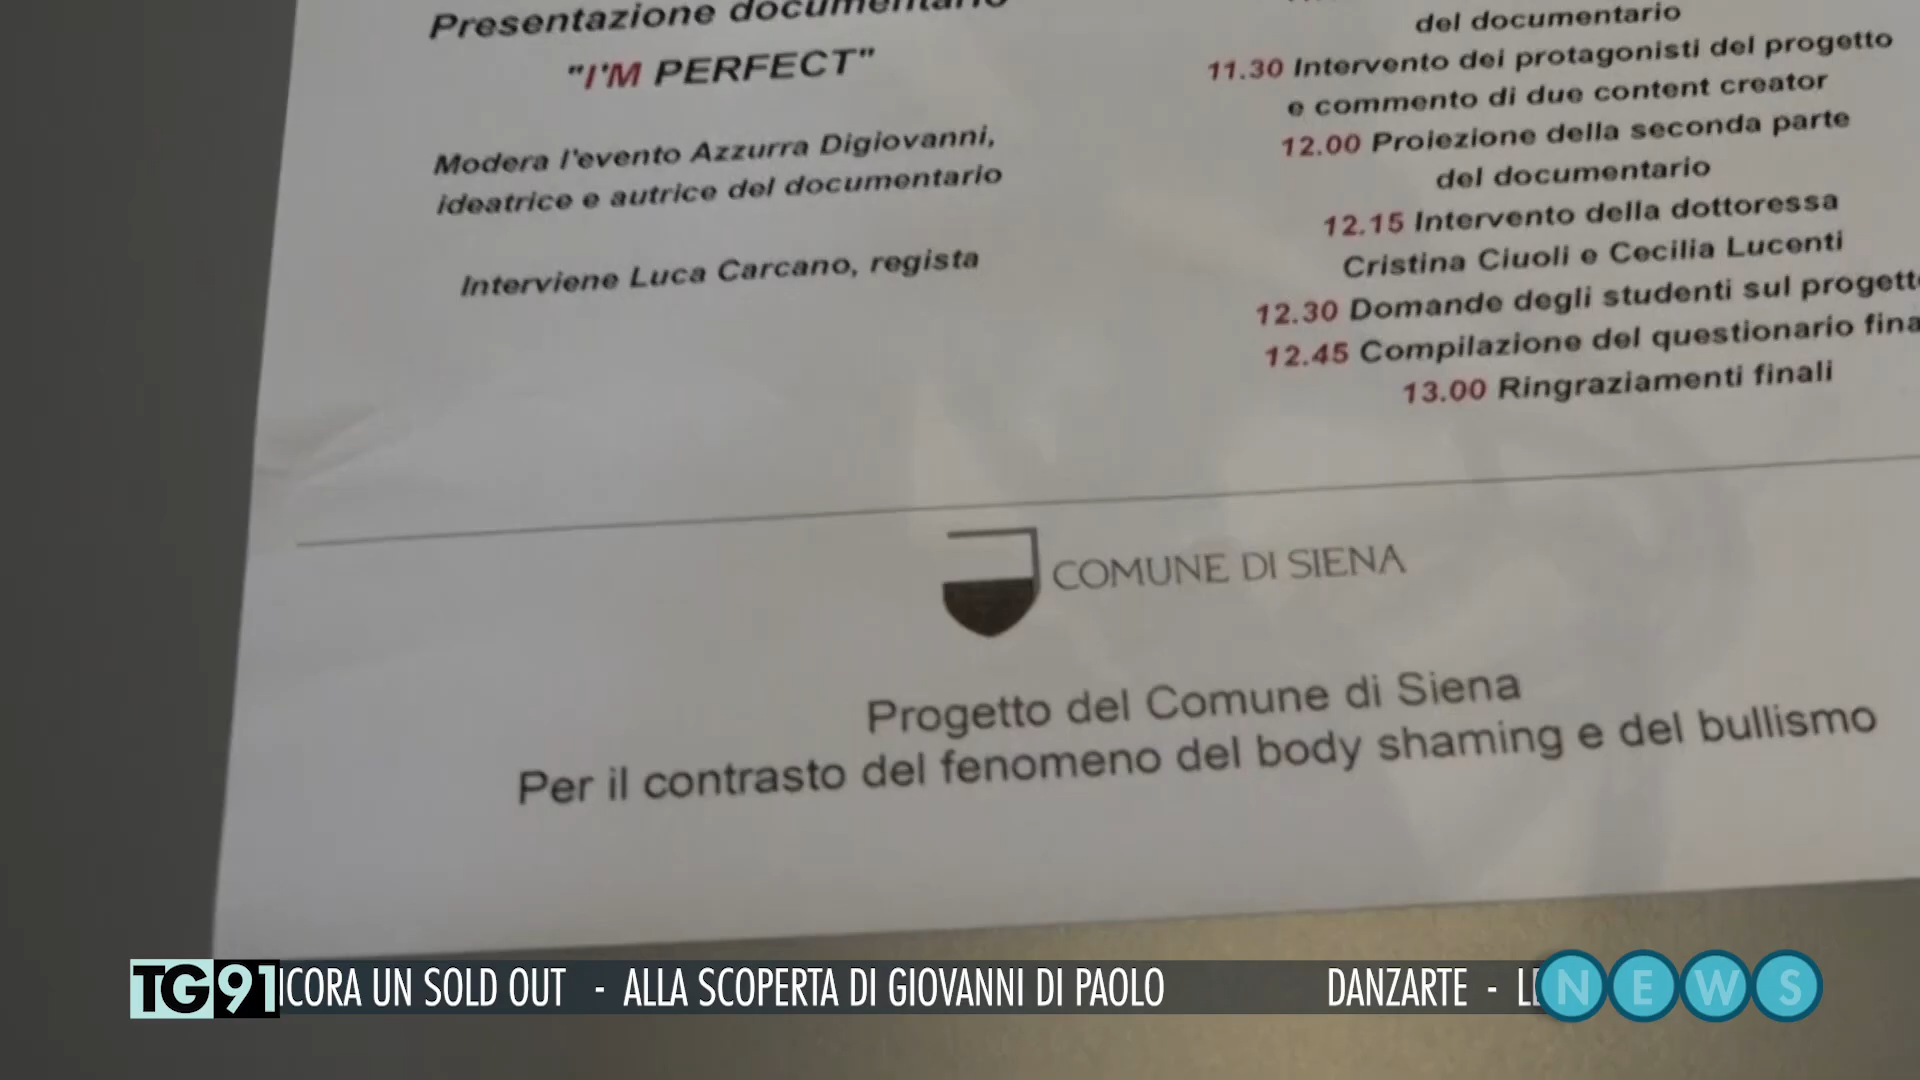 Presentazione documentario
"I'M PERFECT"
Modera l'evento Azzurra Digiovanni,
ideatrice e autrice del documentario
Interviene Luca Carcano, regista
del documentario
11.30 Intervento dei protagonisti del progetto
e commento di due content creator
12.00 Proiezione della seconda parte
del documentario
12.15 Intervento della dottoressa
Cristina Ciuoli e Cecilia Lucenti
12.30 Domande degli studenti sul progetto
12.45 Compilazione del questionario fina
13.00 Ringraziamenti finali
COMUNE DI SIENA
Progetto del Comune di Siena
Per il contrasto del fenomeno del body shaming e del bullismo
TG91 ICORA UN SOLD OUT - ALLA SCOPERTA DI GIOVANNI DI PAOLO DANZARTE - LE NEWS